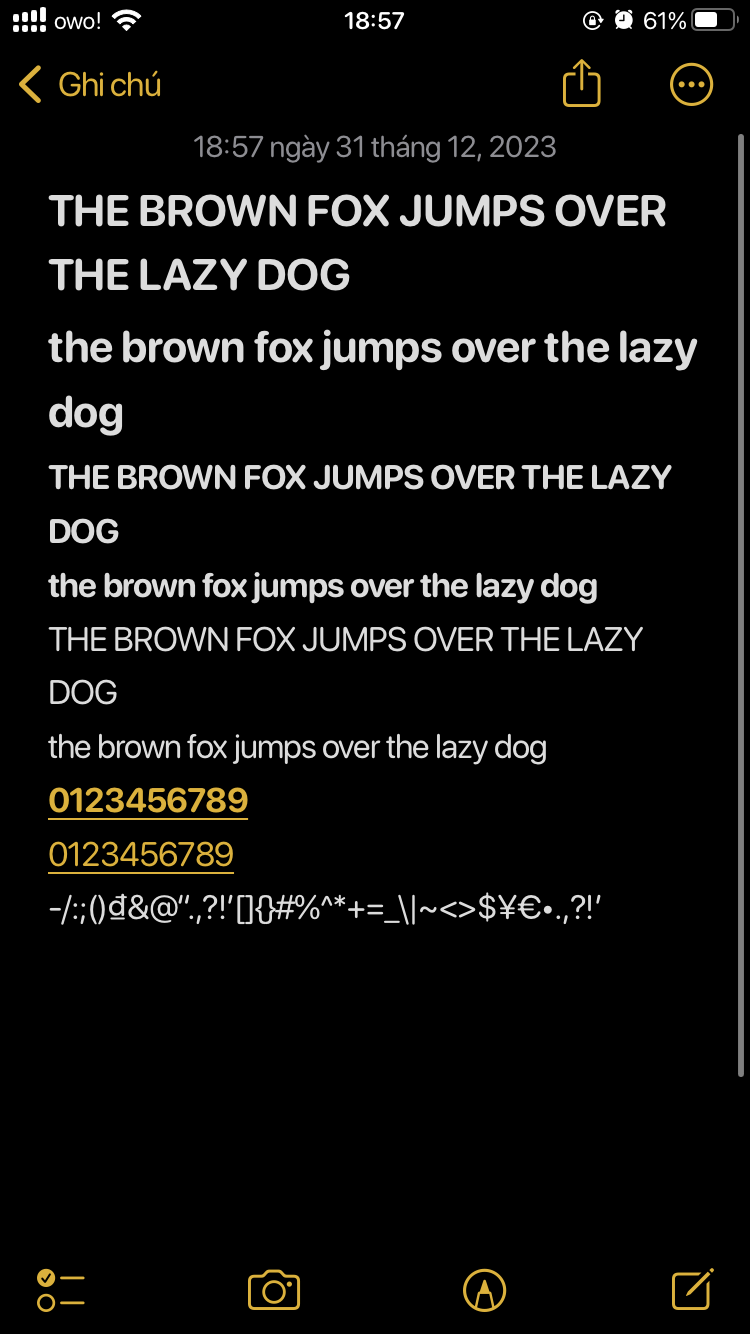 owo! 18:57 61%
Ghi chú
18:57 ngày 31 tháng 12, 2023
THE BROWN FOX JUMPS OVER
THE LAZY DOG
the brown fox jumps over the lazy
dog
THE BROWN FOX JUMPS OVER THE LAZY
DOG
the brown fox jumps over the lazy dog
THE BROWN FOX JUMPS OVER THE LAZY
DOG
the brown fox jumps over the lazy dog
0123456789
0123456789
-/:;()₫&@“.,?!’[]{}#%^*+=_\|~<>$¥€•.,?!’